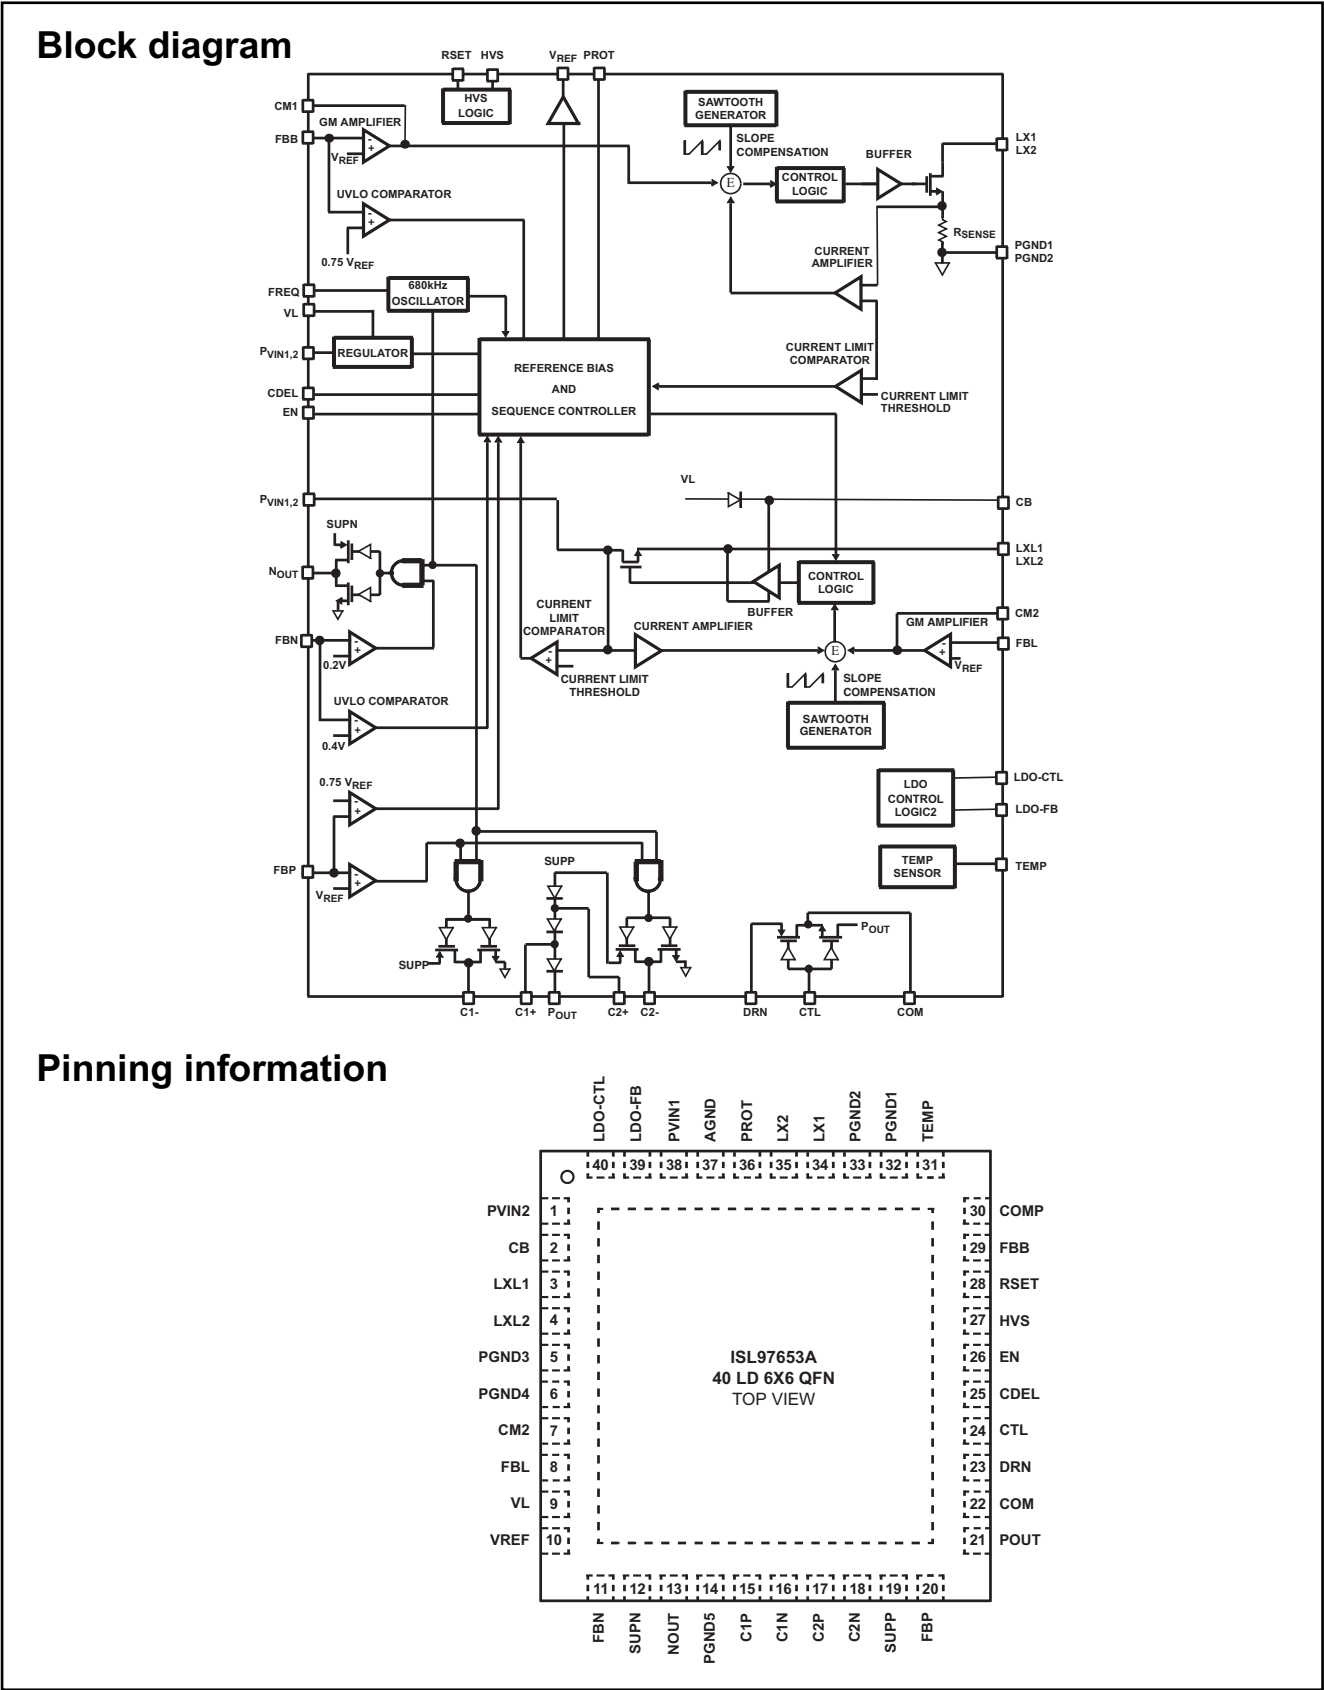 Block diagram
RSET HVS VREF PROT
HVS
LOGIC
SAWTOOTH
GENERATOR
CM1
GM AMPLIFIER
FBB
-
+
VREF
SLOPE
COMPENSATION
BUFFER
LX1
LX2
E
CONTROL
LOGIC
UVLO COMPARATOR
-
+
0.75 VREF
RSENSE
PGND1
PGND2
CURRENT
AMPLIFIER
FREQ
680kHz
OSCILLATOR
VL
PVIN1,2
REGULATOR
REFERENCE BIAS
AND
SEQUENCE CONTROLLER
CURRENT LIMIT
COMPARATOR
CURRENT LIMIT
THRESHOLD
CDEL
EN
PVIN1,2
VL
CB
SUPN
NOUT
LXL1
LXL2
CONTROL
LOGIC
BUFFER
CM2
GM AMPLIFIER
FBL
-
+
VREF
CURRENT
LIMIT
COMPARATOR
CURRENT AMPLIFIER
FBN
-
+
0.2V
-
+
E
CURRENT LIMIT
THRESHOLD
SLOPE
COMPENSATION
UVLO COMPARATOR
-
+
0.4V
SAWTOOTH
GENERATOR
0.75 VREF
-
+
LDO
CONTROL
LOGIC2
LDO-CTL
LDO-FB
FBP
-
+
VREF
SUPP
TEMP
SENSOR
TEMP
POUT
SUPP
C1- C1+ POUT C2+ C2- DRN CTL COM
Pinning information
LDO-CTL
LDO-FB
PVIN1
AGND
PROT
LX2
LX1
PGND2
PGND1
TEMP
40 39 38 37 36 35 34 33 32 31
PVIN2 1 30 COMP
CB 2 29 FBB
LXL1 3 28 RSET
LXL2 4 27 HVS
PGND3 5 26 EN
PGND4 6 25 CDEL
CM2 7 24 CTL
FBL 8 23 DRN
VL 9 22 COM
VREF 10 21 POUT
ISL97653A
40 LD 6X6 QFN
TOP VIEW
11 12 13 14 15 16 17 18 19 20
FBN
SUPN
NOUT
PGND5
C1P
C1N
C2P
C2N
SUPP
FBP